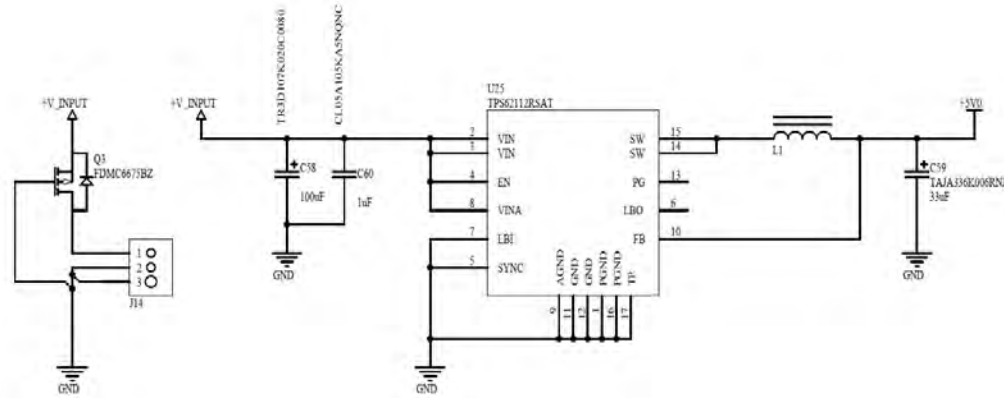 TR3D107K020C0080
CL05A105KA5NQNC
+V_INPUT
Q3
FDMC6675BZ
1
2
3
J14
GND
+V_INPUT
C58
100uF
C60
1uF
GND
U25
TPS62112RSAT
2 VIN
3 VIN
4 EN
8 VINA
7 LBI
5 SYNC
SW 15
SW 14
PG 13
LBO 6
FB 10
AGND
GND
GND
PGND
PGND
TP
9
11
12
1
16
17
GND
L1
+5V0
C59
TAJA336K006RNJ
33uF
GND